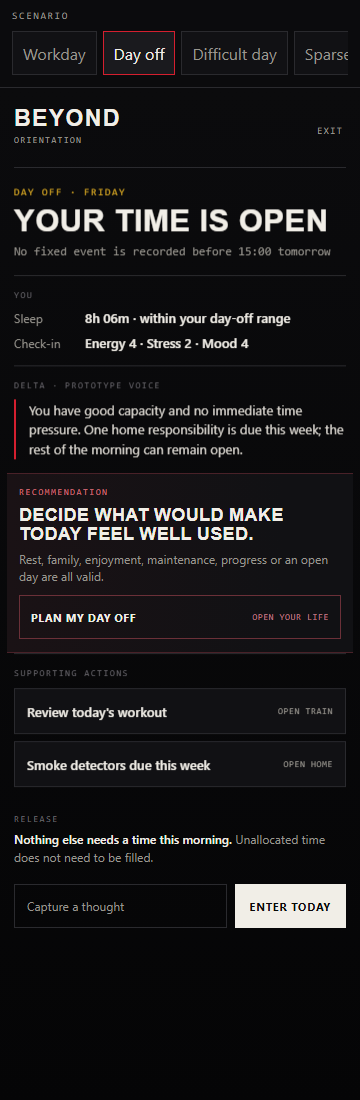 SCENARIO
Workday
Day off
Difficult day
Sparse
BEYOND
ORIENTATION
EXIT
DAY OFF · FRIDAY
YOUR TIME IS OPEN
No fixed event is recorded before 15:00 tomorrow
YOU
Sleep 8h 06m · within your day-off range
Check-in Energy 4 · Stress 2 · Mood 4
DELTA · PROTOTYPE VOICE
You have good capacity and no immediate time
pressure. One home responsibility is due this week; the
rest of the morning can remain open.
RECOMMENDATION
DECIDE WHAT WOULD MAKE
TODAY FEEL WELL USED.
Rest, family, enjoyment, maintenance, progress or an open
day are all valid.
PLAN MY DAY OFF
OPEN YOUR LIFE
SUPPORTING ACTIONS
Review today's workout
OPEN TRAIN
Smoke detectors due this week
OPEN HOME
RELEASE
Nothing else needs a time this morning. Unallocated time
does not need to be filled.
Capture a thought
ENTER TODAY